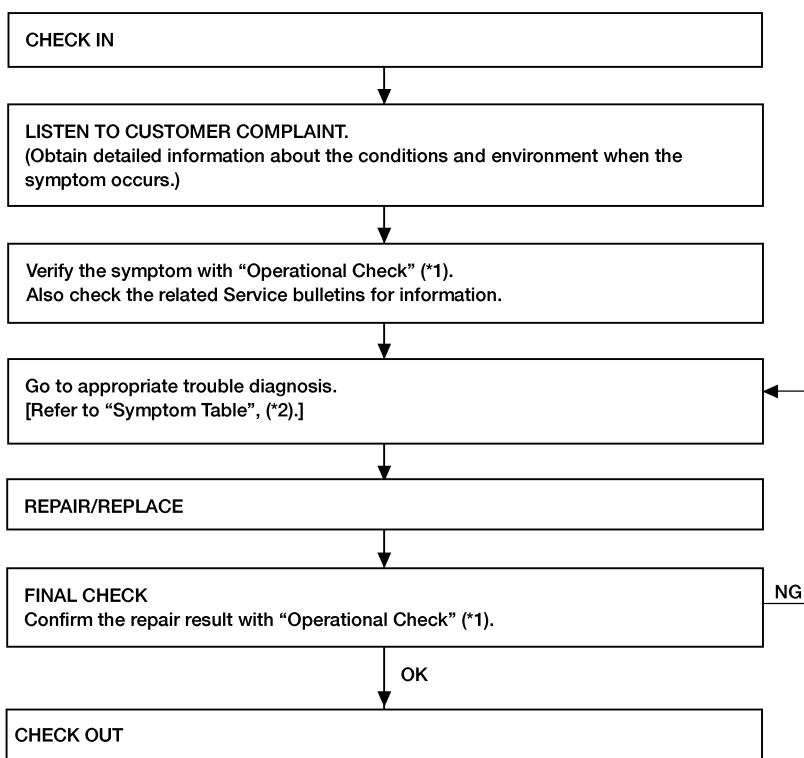 CHECK IN
LISTEN TO CUSTOMER COMPLAINT.
(Obtain detailed information about the conditions and environment when the
symptom occurs.)
Verify the symptom with “Operational Check” (*1).
Also check the related Service bulletins for information.
Go to appropriate trouble diagnosis.
[Refer to “Symptom Table”, (*2).]
REPAIR/REPLACE
FINAL CHECK
Confirm the repair result with “Operational Check” (*1).
NG
OK
CHECK OUT